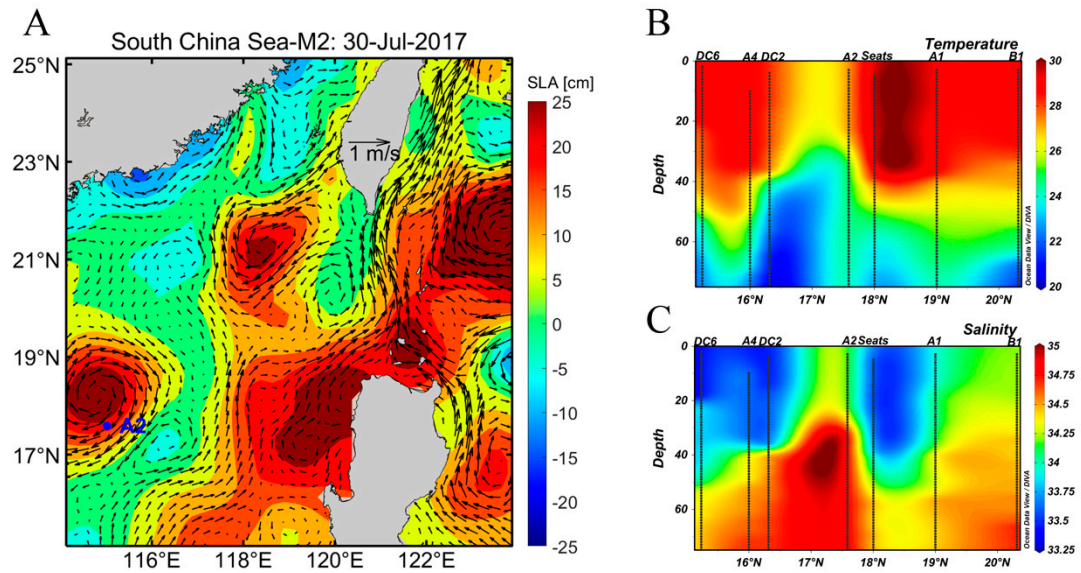 A
South China Sea-M2: 30-Jul-2017
25°N
23°N
21°N
19°N
17°N
116°E 118°E 120°E 122°E
1 m/s
A2
SLA [cm]
25
20
15
10
5
0
-5
-10
-15
-20
-25
B
Temperature
DC6 A4 DC2 A2 Seats A1 B1
0
20
40
60
Depth
16°N 17°N 18°N 19°N 20°N
Ocean Data View / DIVA
30
28
26
24
22
20
C
Salinity
DC6 A4 DC2 A2 Seats A1 B1
0
20
40
60
Depth
16°N 17°N 18°N 19°N 20°N
Ocean Data View / DIVA
35
34.75
34.5
34.25
34
33.75
33.5
33.25